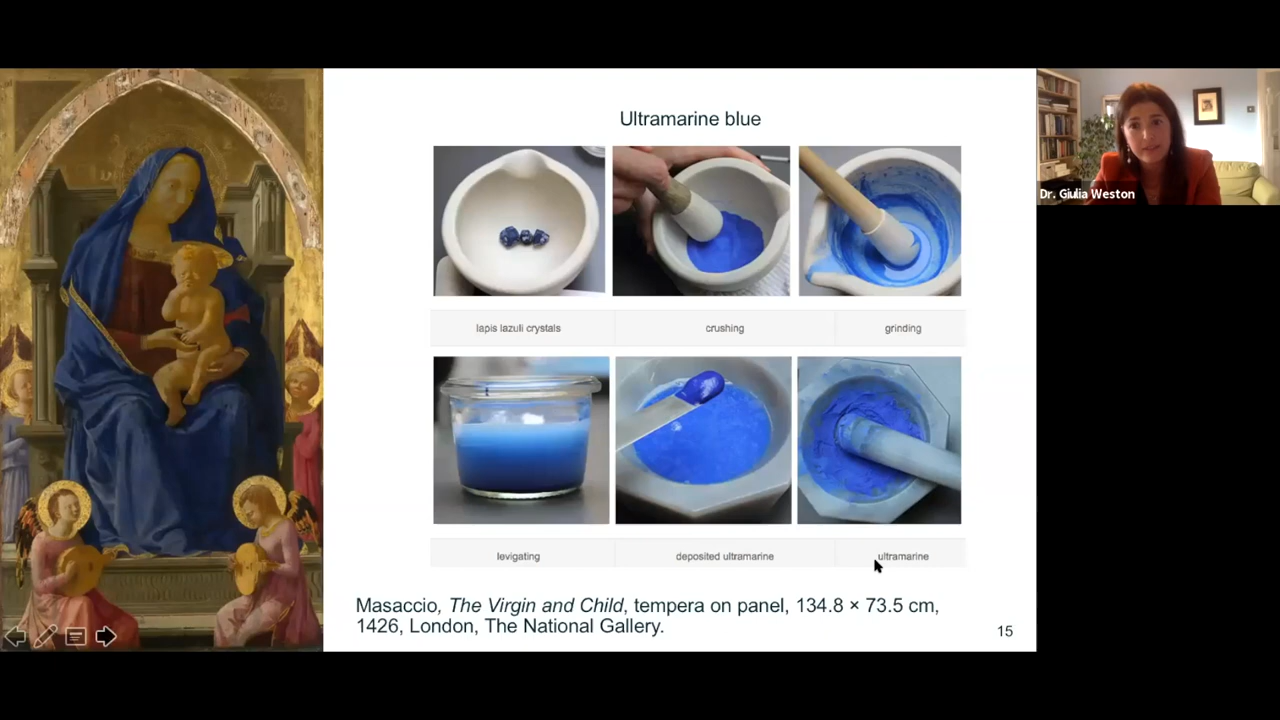 Ultramarine blue
lapis lazuli crystals
crushing
grinding
levigating
deposited ultramarine
ultramarine
Masaccio, The Virgin and Child, tempera on panel, 134.8 × 73.5 cm,
1426, London, The National Gallery.
15
Dr. Giulia Weston